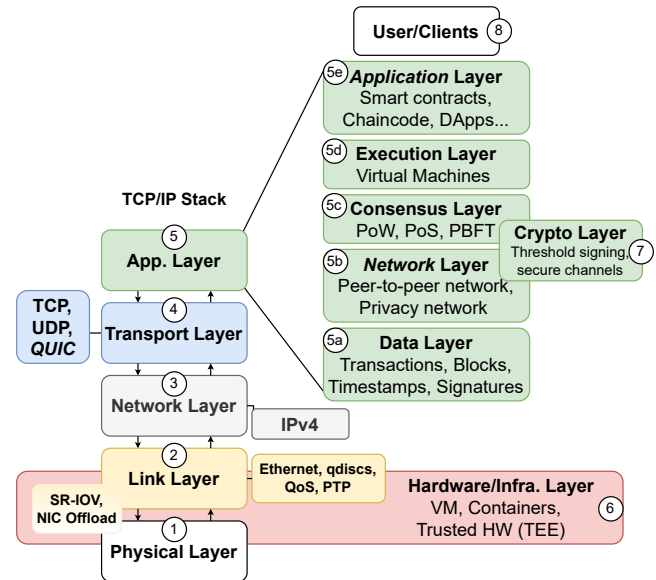 User/Clients
8
5e
Application Layer
Smart contracts,
Chaincode, DApps...
5d
Execution Layer
Virtual Machines
TCP/IP Stack
5c
Consensus Layer
PoW, PoS, PBFT
Crypto Layer
Threshold signing,
secure channels
7
5
App. Layer
5b
Network Layer
Peer-to-peer network,
Privacy network
TCP,
UDP,
QUIC
4
Transport Layer
5a
Data Layer
Transactions, Blocks,
Timestamps, Signatures
3
Network Layer
IPv4
2
Link Layer
Ethernet, qdiscs,
QoS, PTP
SR-IOV,
NIC Offload
Hardware/Infra. Layer
VM, Containers,
Trusted HW (TEE)
6
1
Physical Layer